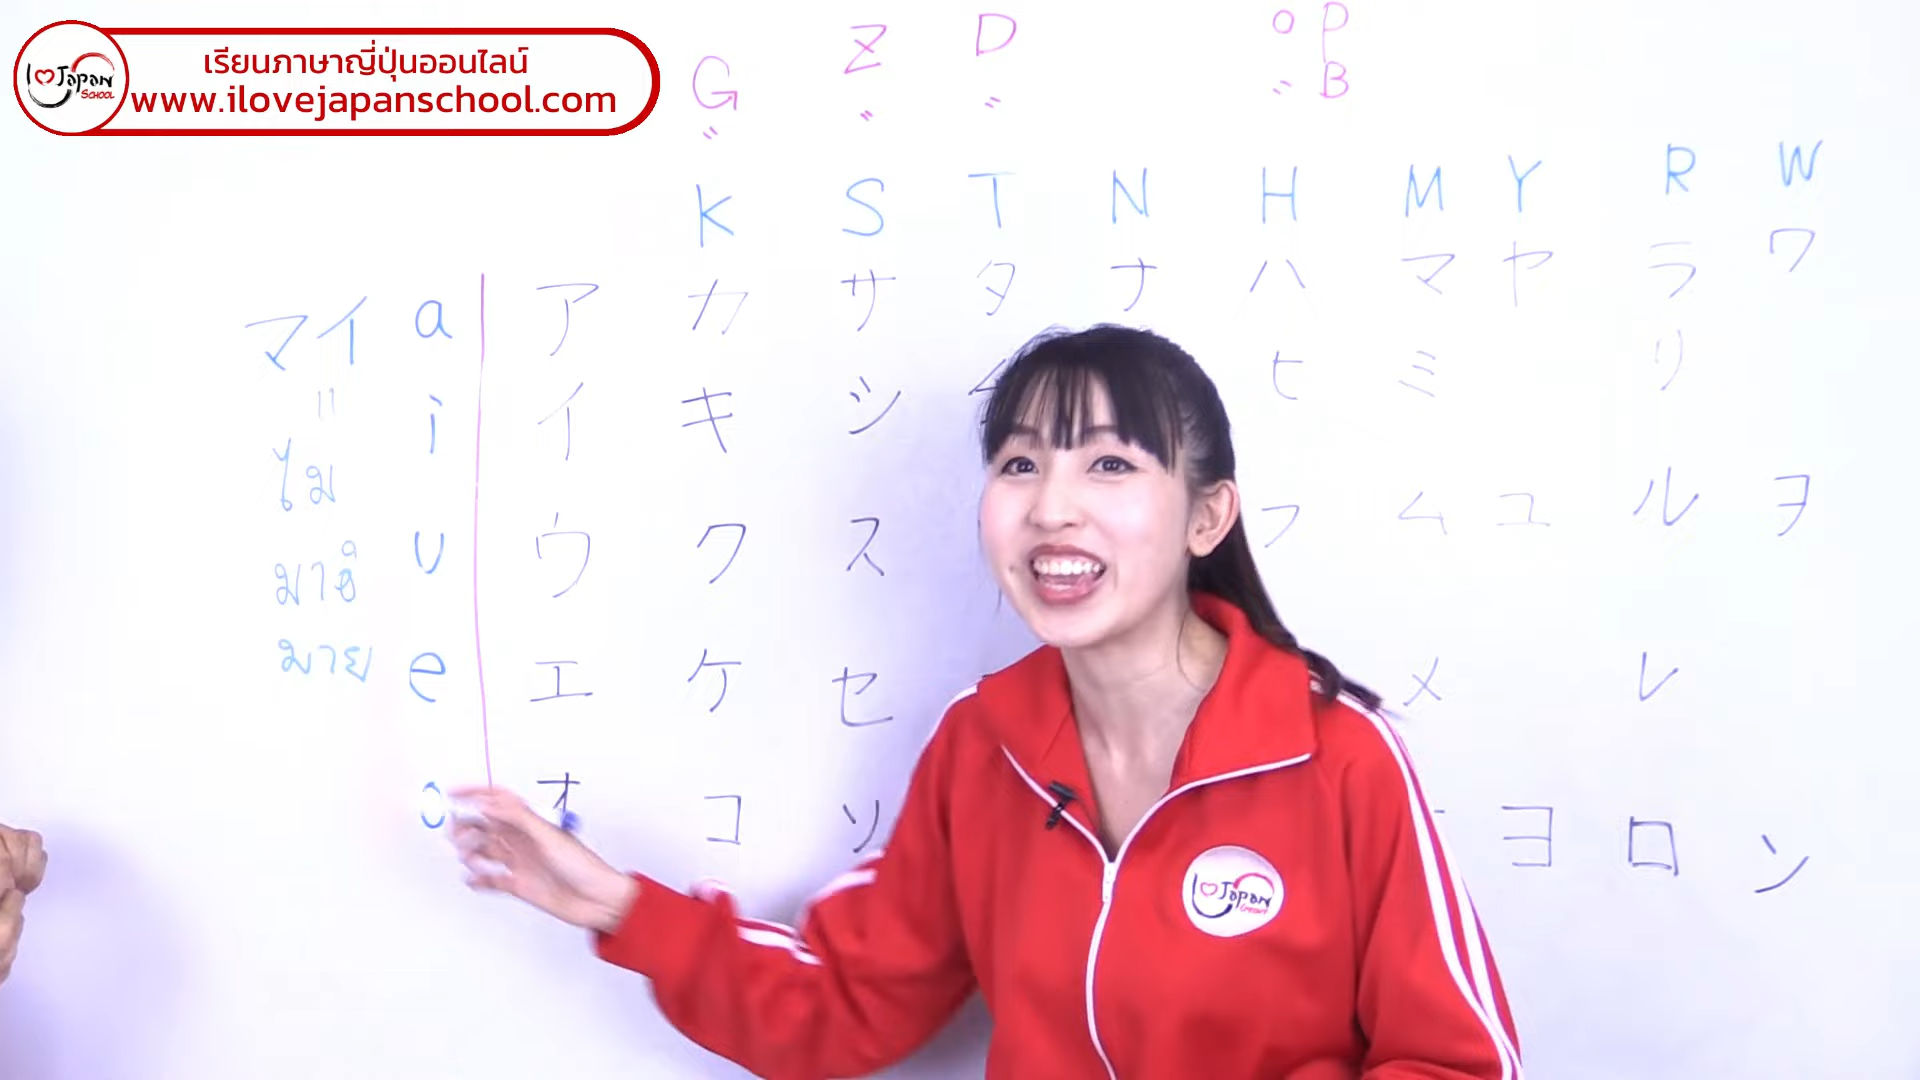 I Japan SCHOOL
เรียนภาษาญี่ปุ่นออนไลน์
www.ilovejapanschool.com
G Z D ° P
" " " " B
K S T N H M Y R W
マイ a ア カ サ タ ナ ハ マ ヤ ラ ワ
=
i イ キ シ ヒ ミ リ
ไม
u ウ ク ス フ ム ユ ル ヲ
มาอิ
มาย e エ ケ セ メ レ
o オ コ ソ ヨ ロ ン
I Japan